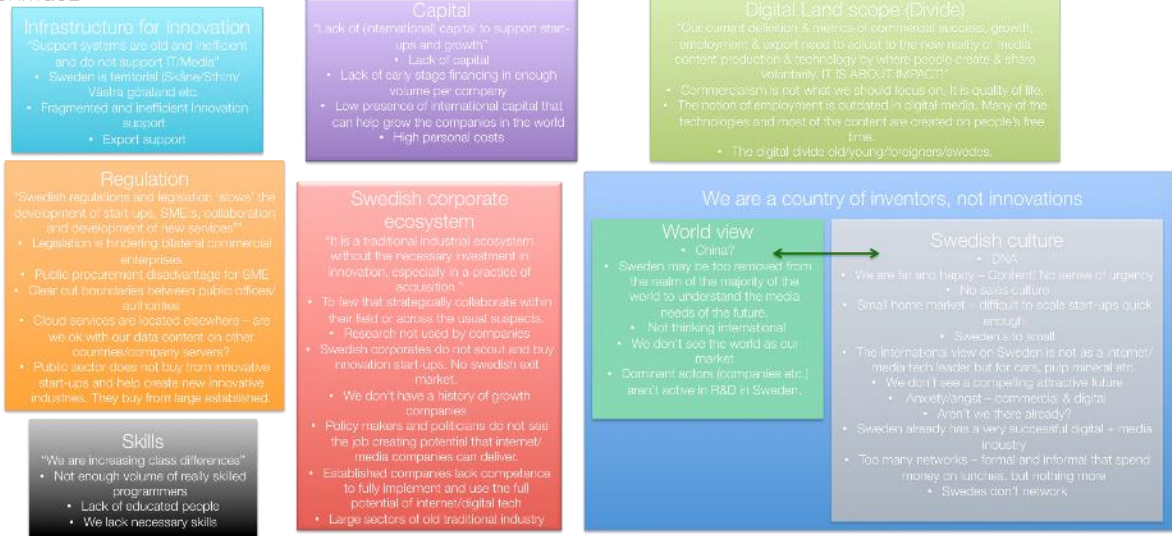 Infrastructure for innovation
"Support systems are old and inefficient
and do not support IT/Media"
• Sweden is territorial (Skåne/Sthlm/
Västra götaland etc.
• Fragmented and inefficient Innovation
support
• Export support
Capital
"Lack of (international) capital to support start-
ups and growth"
• Lack of capital
• Lack of early stage financing in enough
volume per company
• Low presence of international capital that
can help grow the companies in the world
• High personal costs
Digital Land scope (Divide)
"Our current definition & metrics of commercial success, growth,
employment & export need to adjust to the new reality of media
content production & technology by where people create & share
voluntarily. IT IS ABOUT IMPACT!"
• Commercialism is not what we should focus on. It is quality of life.
• The notion of employment is outdated in digital media. Many of the
technologies and most of the content are created on people's free
time.
• The digital divide old/young/foreigners/swedes.
Regulation
"Swedish regulations and legislation 'slows' the
development of start-ups, SME:s, collaboration
and development of new services""
• Legislation is hindering bilateral commercial
enterprises
• Public procurement disadvantage for SME
• Clear cut boundaries between public offices/
authorities
• Cloud services are located elsewhere – are
we ok with our data content on other
countries/company servers?
• Public sector does not buy from innovative
start-ups and help create new innovative
industries. They buy from large established.
Skills
"We are increasing class differences"
• Not enough volume of really skilled
programmers
• Lack of educated people
• We lack necessary skills
Swedish corporate
ecosystem
"It is a traditional industrial ecosystem
without the necessary investment in
innovation, especially in a practice of
acquisition."
• To few that strategically collaborate within
their field or across the usual suspects.
• Research not used by companies
• Swedish corporates do not scout and buy
innovation start-ups. No swedish exit
market.
• We don't have a history of growth
companies
• Policy makers and politicians do not see
the job creating potential that internet/
media companies can deliver.
• Established companies lack competence
to fully implement and use the full
potential of internet/digital tech
• Large sectors of old traditional industry
We are a country of inventors, not innovations
World view
• China?
• Sweden may be too removed from
the realm of the majority of the
world to understand the media
needs of the future.
• Not thinking international
• We don't see the world as our
market
• Dominant actors (companies etc.)
aren't active in R&D in Sweden.
Swedish culture
• DNA
• We are fat and happy – Content! No sense of urgency
• No sales culture
• Small home market – difficult to scale start-ups quick
enough
• Sweden is to small
• The international view on Sweden is not as a internet/
media tech leader but for cars, pulp mineral etc.
• We don't see a compelling attractive future
• Anxiety/angst – commercial & digital
• Aren't we there already?
• Sweden already has a very successful digital + media
industry
• Too many networks – formal and informal that spend
money on lunches, but nothing more
• Swedes don't network